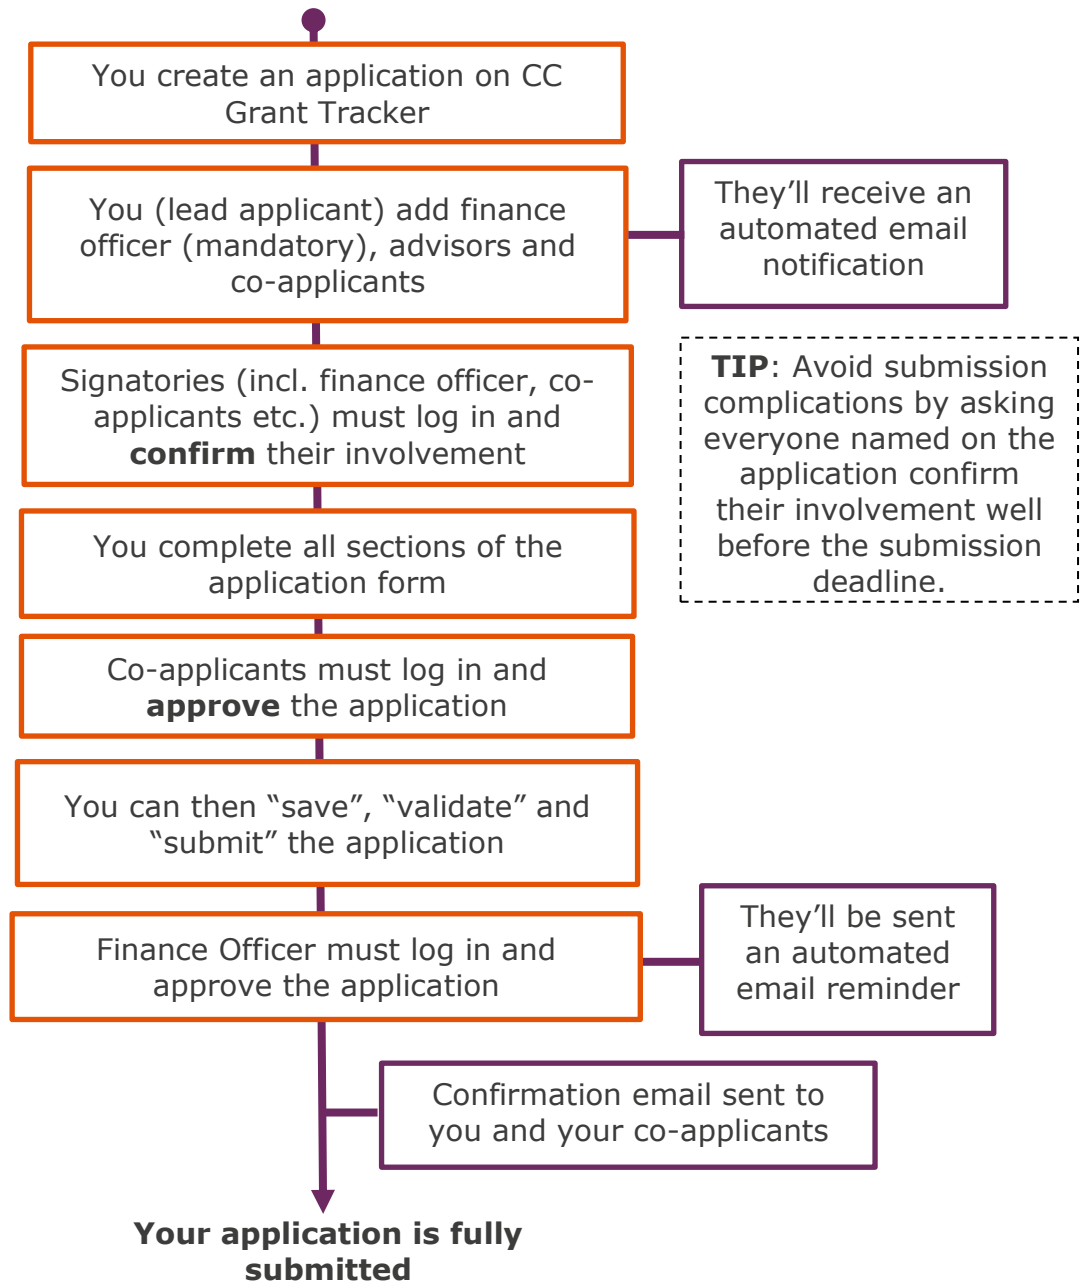 You create an application on CC
Grant Tracker
You (lead applicant) add finance
officer (mandatory), advisors and
co-applicants
They’ll receive an
automated email
notification
Signatories (incl. finance officer, co-
applicants etc.) must log in and
confirm their involvement
TIP: Avoid submission
complications by asking
everyone named on the
application confirm
their involvement well
before the submission
deadline.
You complete all sections of the
application form
Co-applicants must log in and
approve the application
You can then “save”, “validate” and
“submit” the application
Finance Officer must log in and
approve the application
They’ll be sent
an automated
email reminder
Confirmation email sent to
you and your co-applicants
Your application is fully
submitted